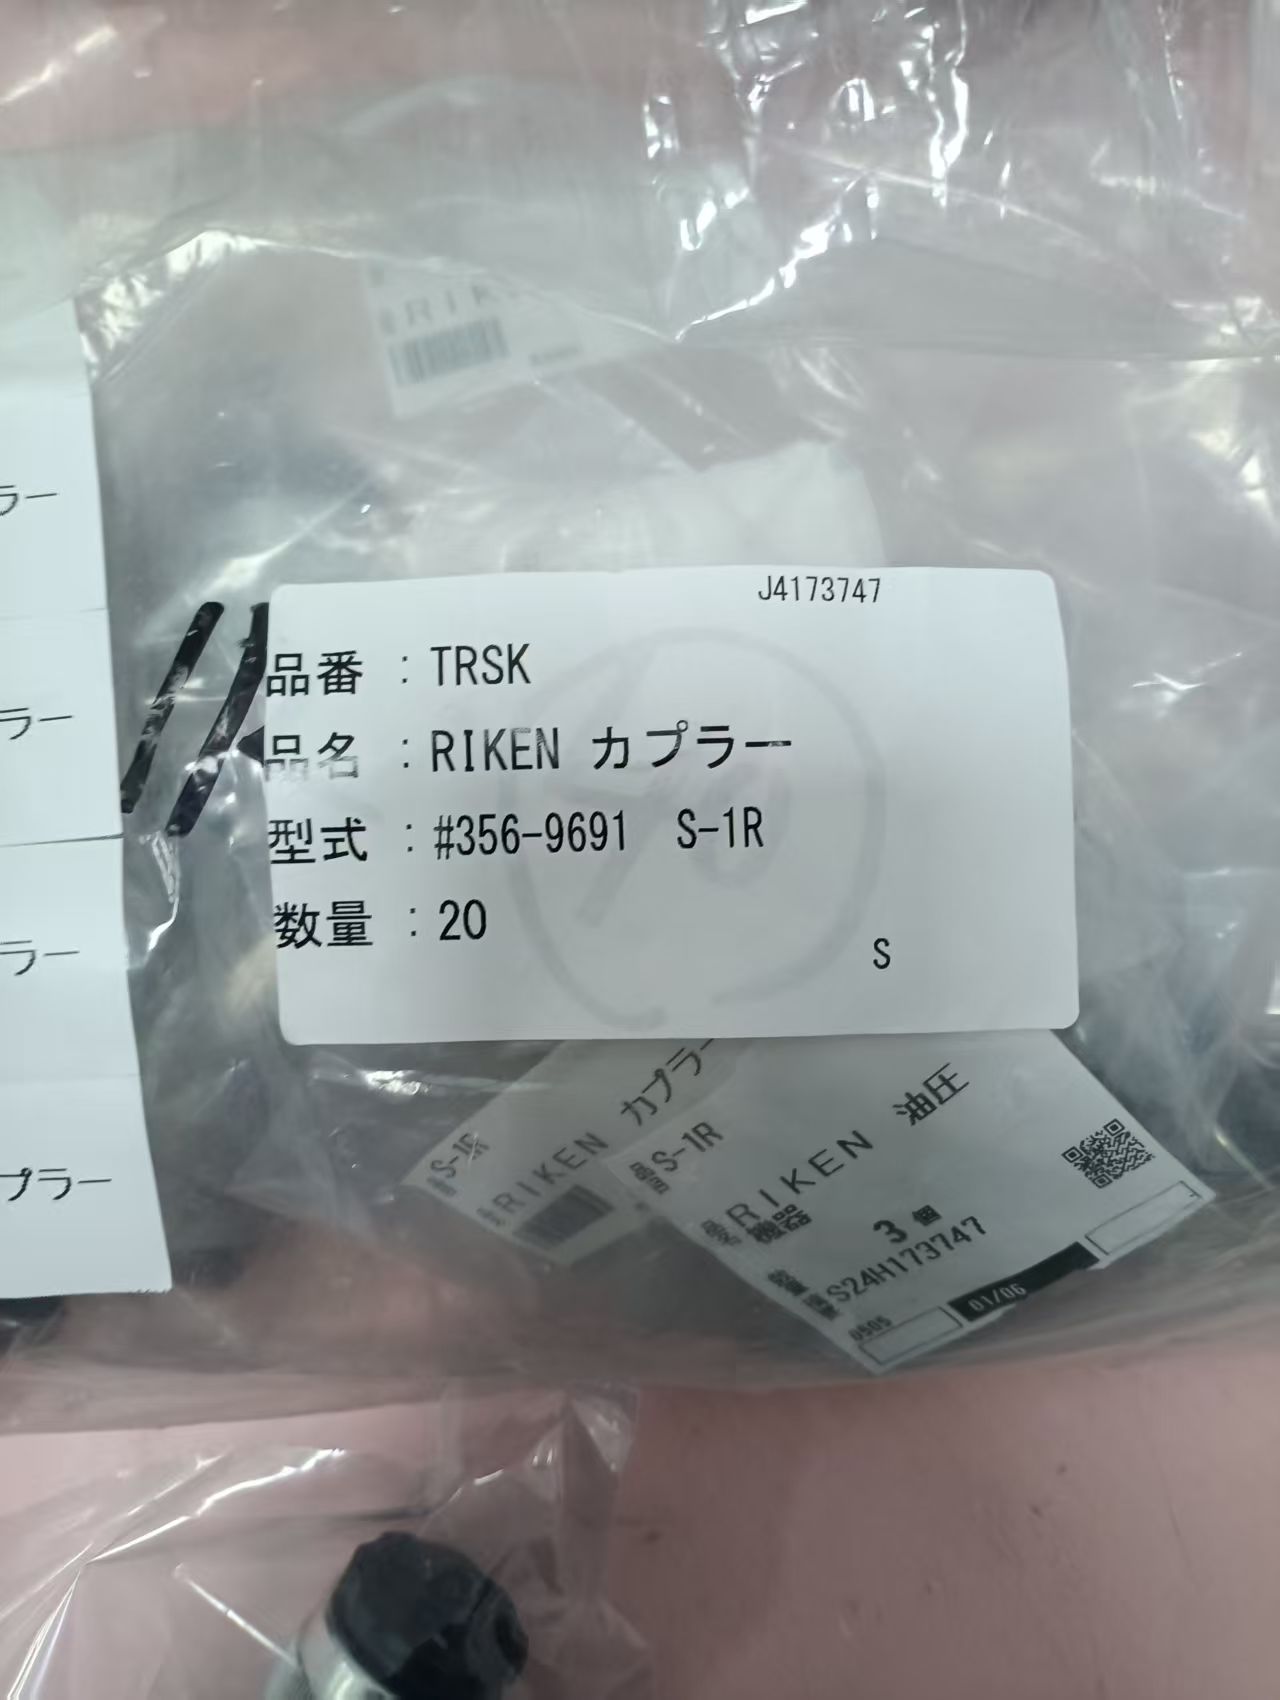 RIK
ラー
J4173747
品番 : TRSK
品名 : RIKEN カプラー
型式 : #356-9691 S-1R
数量 : 20
S
ラー
ラー
プラー
カプラー
S-1R
RIKEN
S-1R
RIKEN 油圧
機器
3 個
S24H173747
0505
01/06